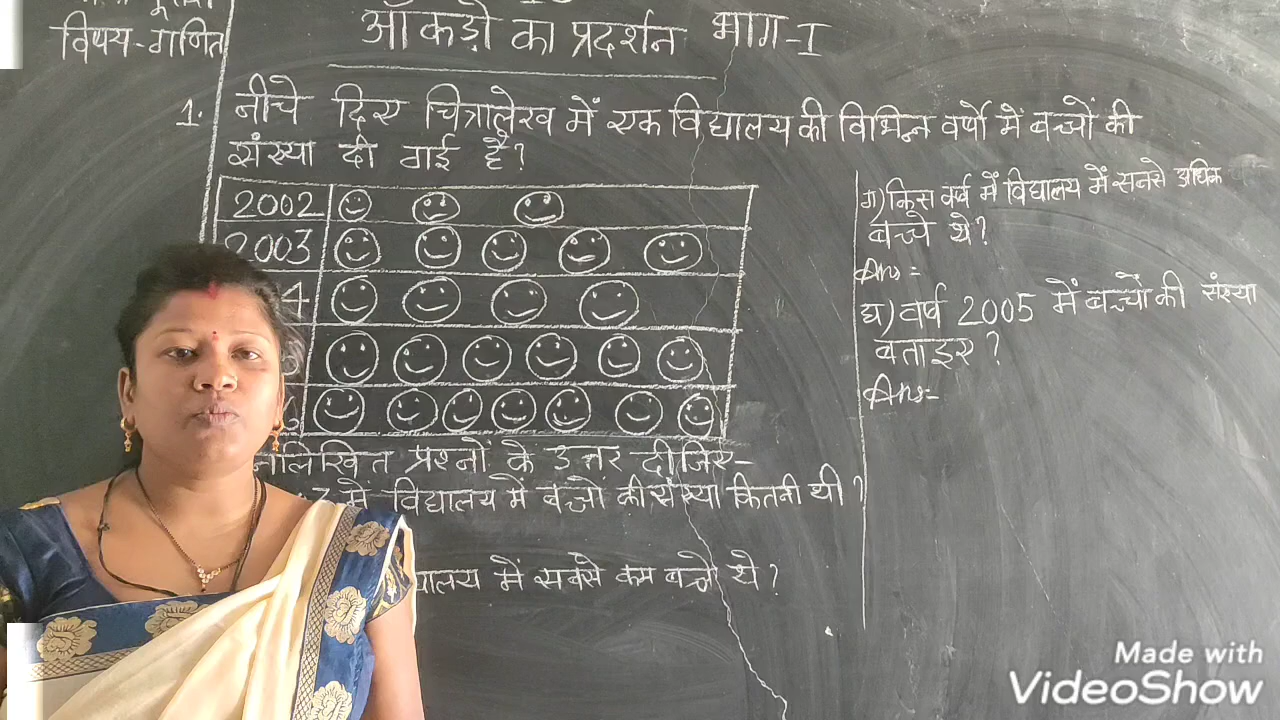 विषय-गणित
आँकड़ो का प्रदर्शन भाग-I
1. नीचे दिए चित्रालेख में एक विद्यालय की विभिन्न वर्षो में बच्चों की
संख्या दी गई है?
2002
2003
4
नलिखित प्रश्नों के उत्तर दीजिए-
में विद्यालय में बच्चो की संख्या कितनी थी?
द्यालय में सबसे कम बच्चे थे?
ग) किस वर्ष में विद्यालय में सबसे अधिक
बच्चे थे?
Ans=
घ) वर्ष 2005 में बच्चों की संख्या
बताइए?
Ans=
Made with
VideoShow